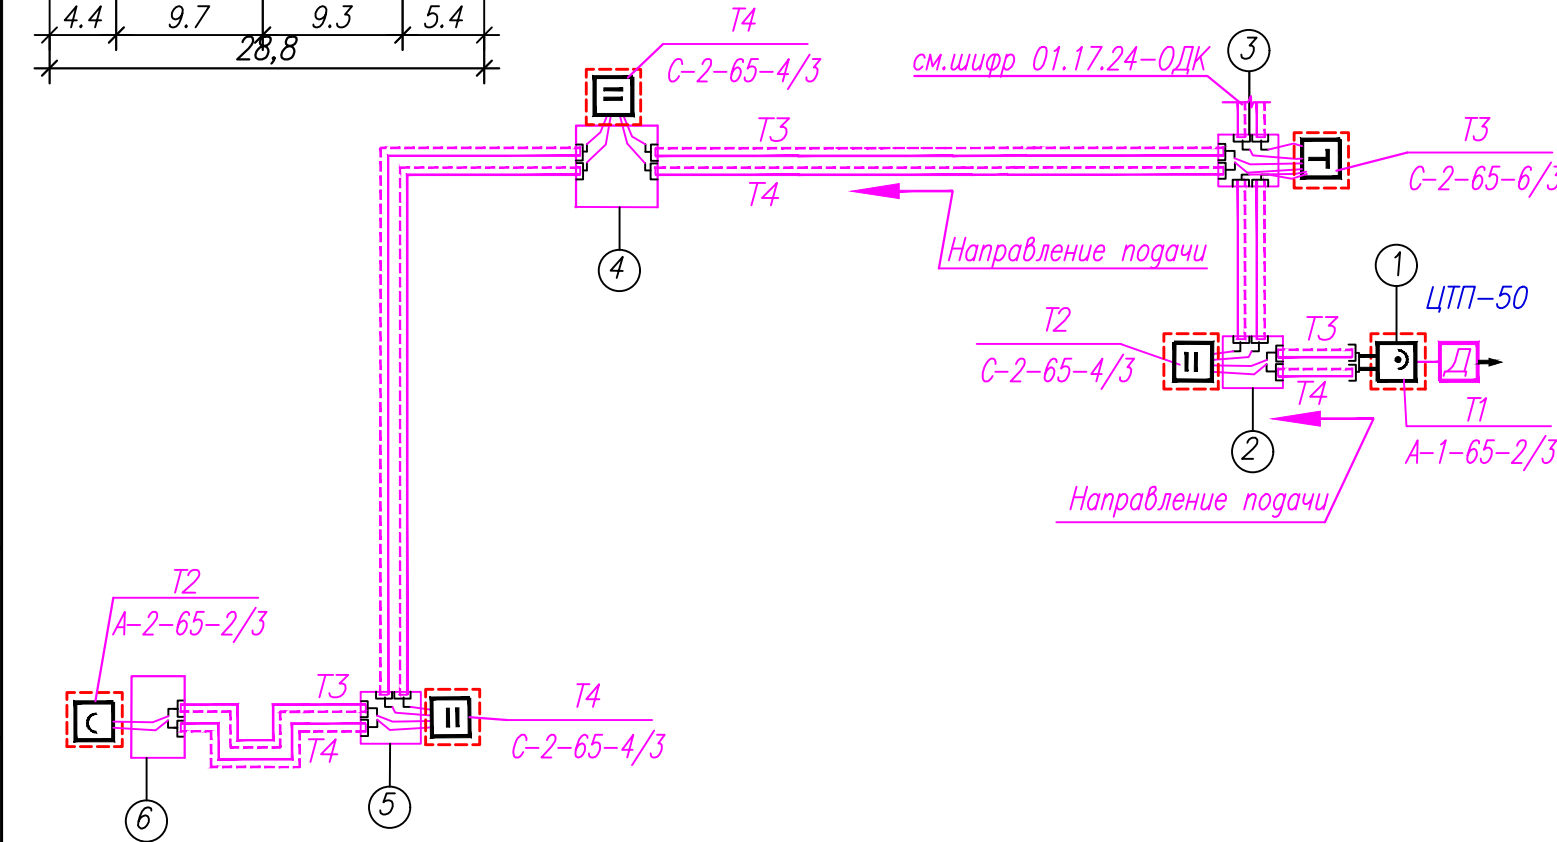 4.4 9.7 9.3 5.4
28,8
Т4
С-2-65-4/3
см.шифр 01.17.24-ОДК
3
Т3
Т3
С-2-65-6/3
Т4
Направление подачи
4
1
ЦТП-50
Т2
С-2-65-4/3
Т3
Д
Т4
Т1
А-1-65-2/3
2
Направление подачи
Т2
А-2-65-2/3
Т3
Т4
Т4
С-2-65-4/3
5
6